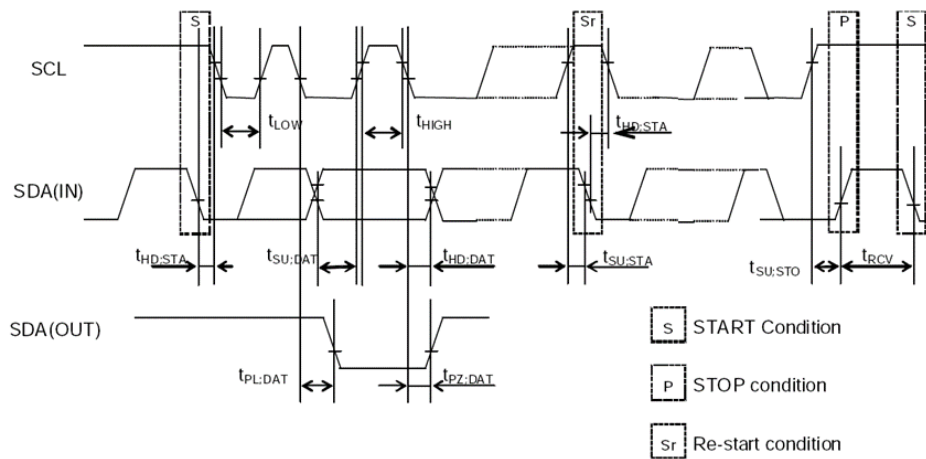 S
Sr
P
S
SCL
tLOW
tHIGH
tHD:STA
SDA(IN)
tHD:STA
tSU:DAT
tHD:DAT
tSU:STA
tSU:STO
tRCV
SDA(OUT)
tPL:DAT
tPZ:DAT
S START Condition
P STOP condition
Sr Re-start condition